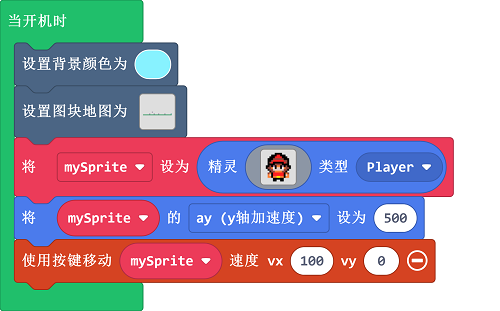 当开机时
设置背景颜色为
设置图块地图为
将 mySprite 设为 精灵 类型 Player
将 mySprite 的 ay (y轴加速度) 设为 500
使用按键移动 mySprite 速度 vx 100 vy 0